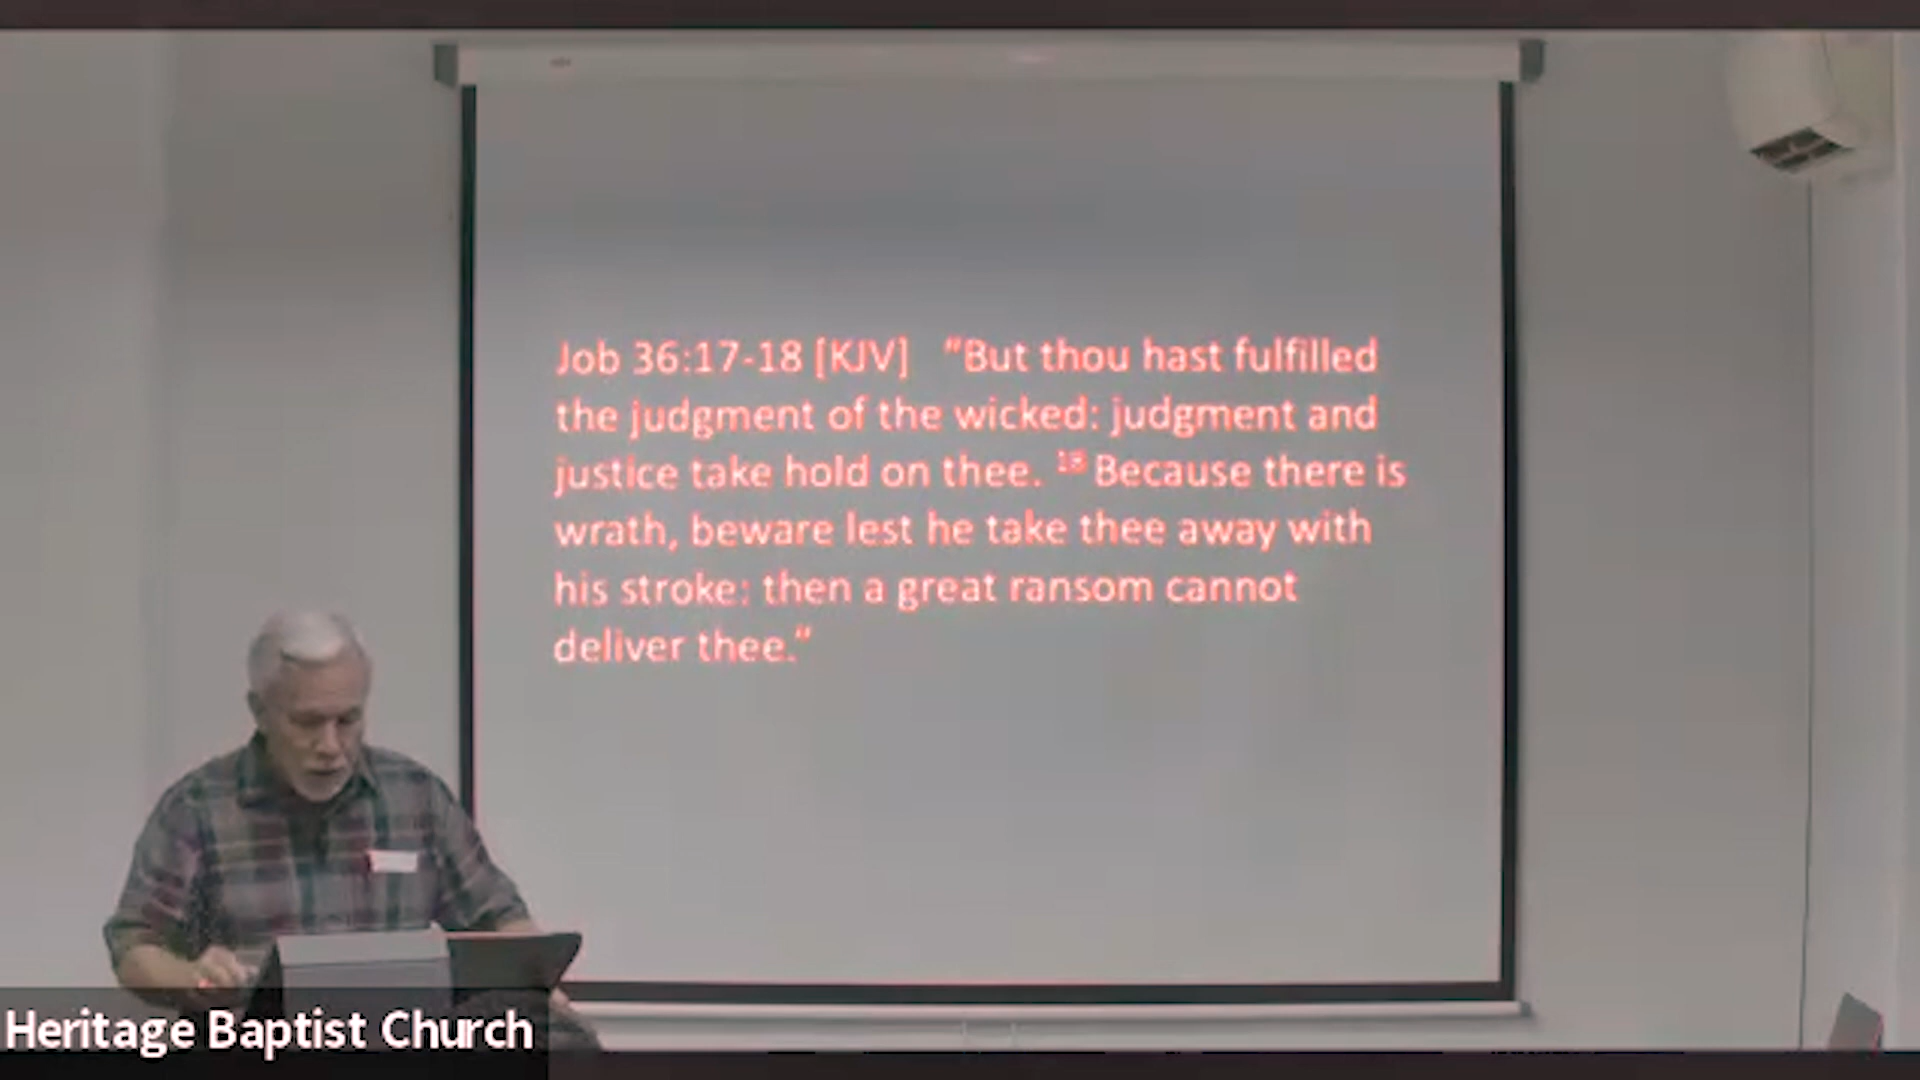 Job 36:17-18 [KJV] "But thou hast fulfilled
the judgment of the wicked: judgment and
justice take hold on thee. 18 Because there is
wrath, beware lest he take thee away with
his stroke: then a great ransom cannot
deliver thee."
Heritage Baptist Church